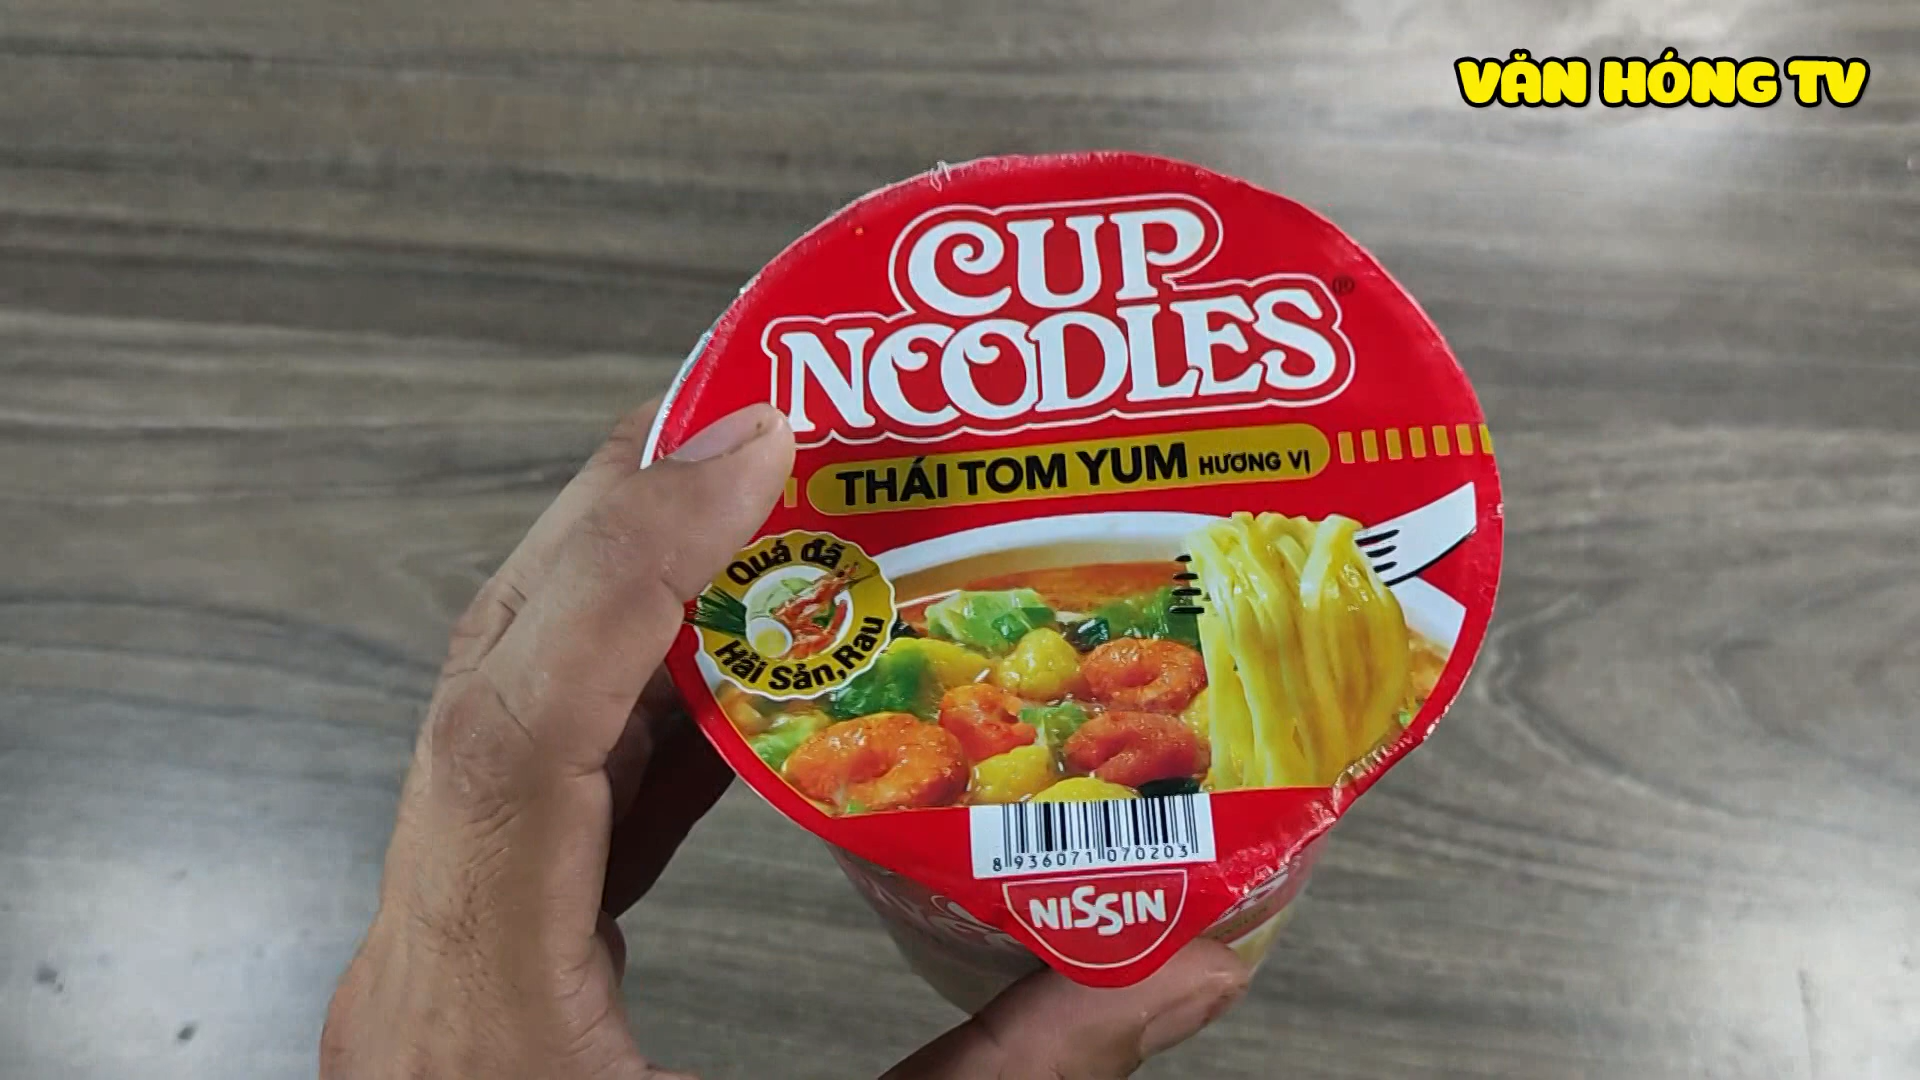 VĂN HÓNG TV
CUP
NOODLES®
THÁI TOM YUM HƯƠNG VỊ
Quá đã
Hải Sản, Rau
8 936071 070203
NISSIN